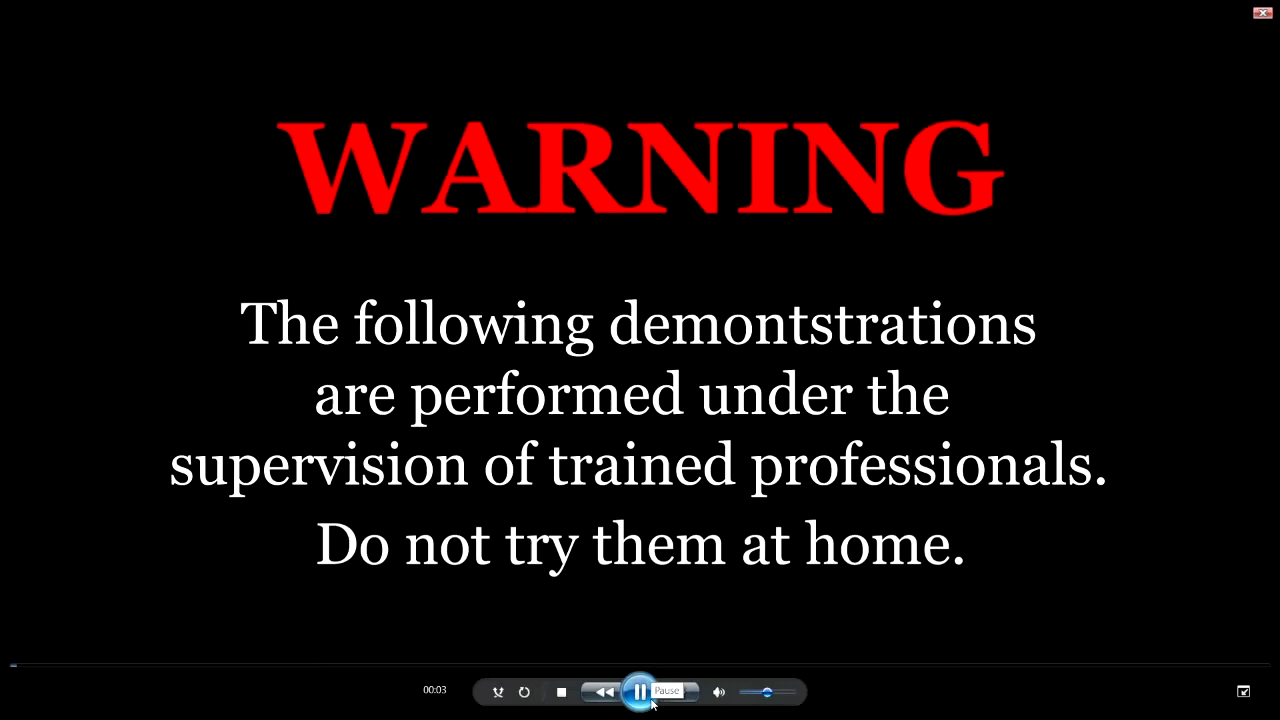 WARNING
The following demontstrations
are performed under the
supervision of trained professionals.
Do not try them at home.
00:03
Pause